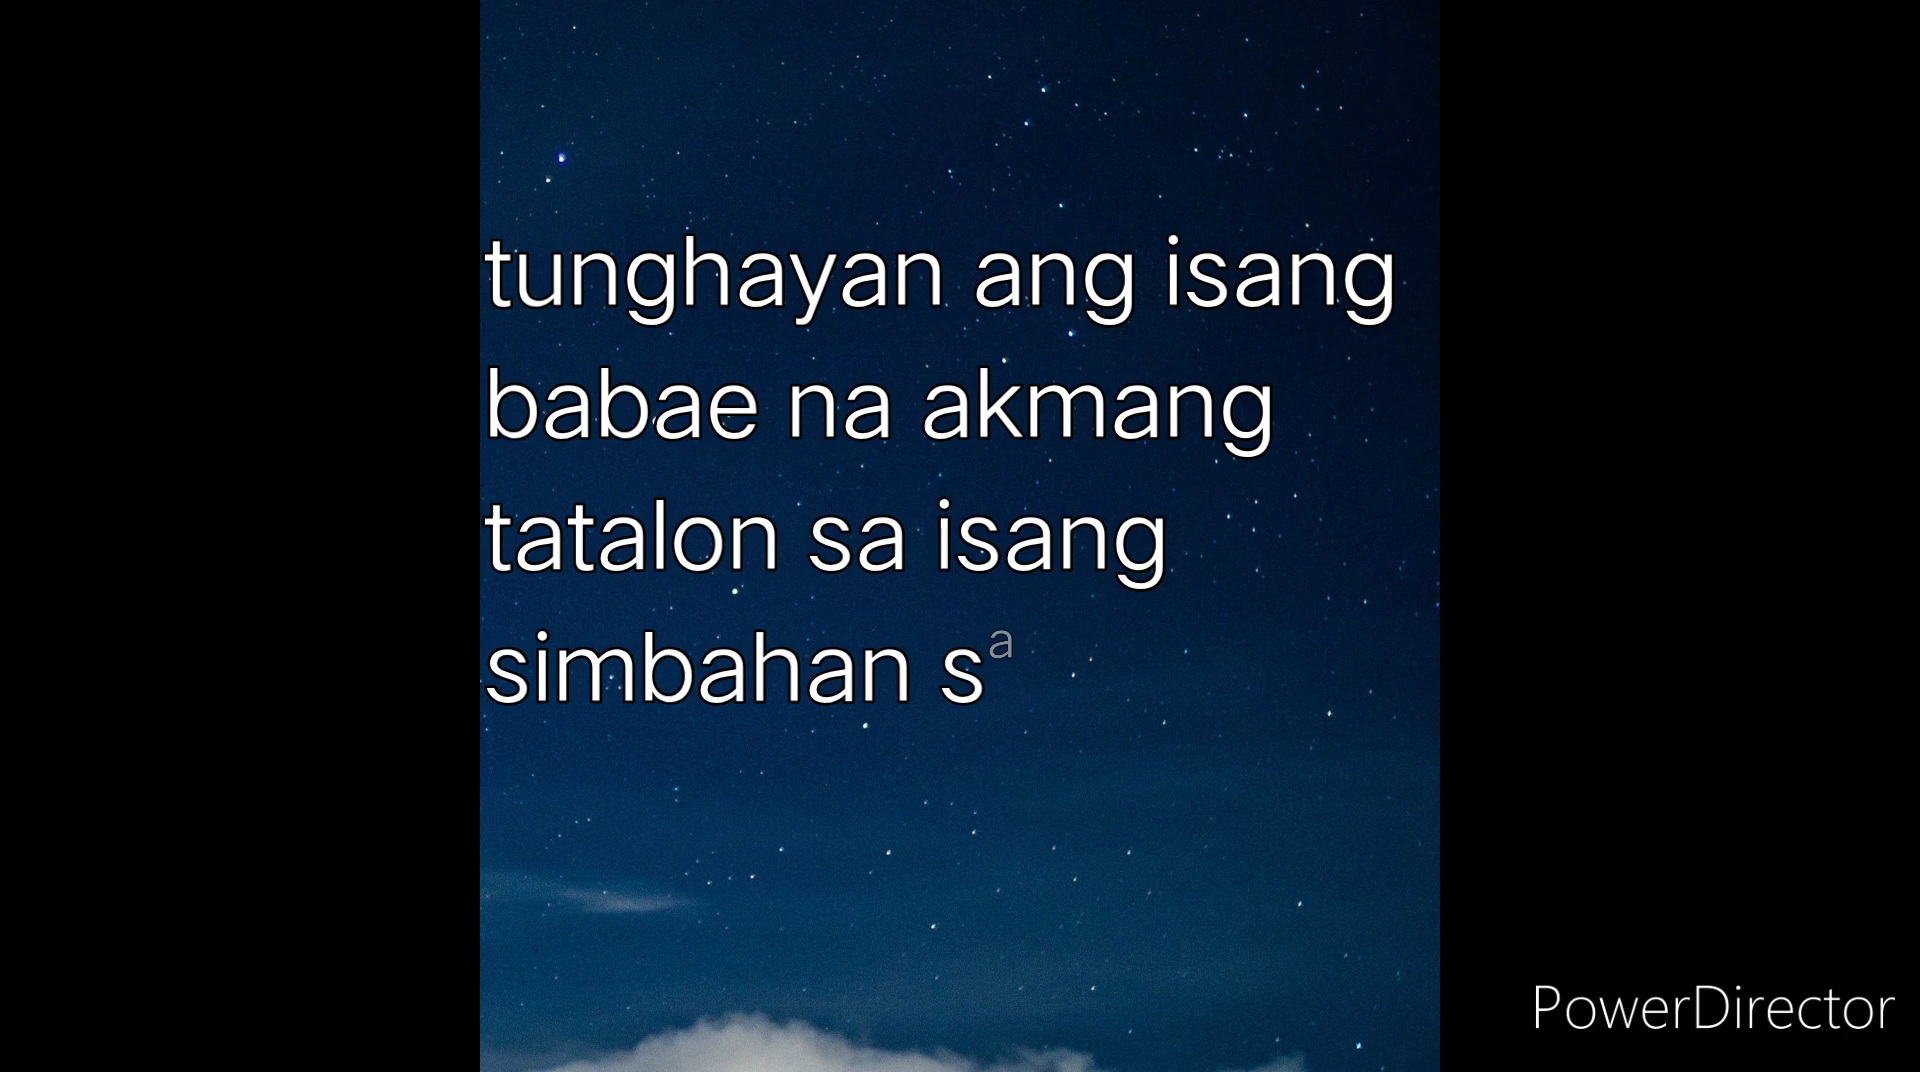 tunghayan ang isang
babae na akmang
tatalon sa isang
simbahan sa
PowerDirector